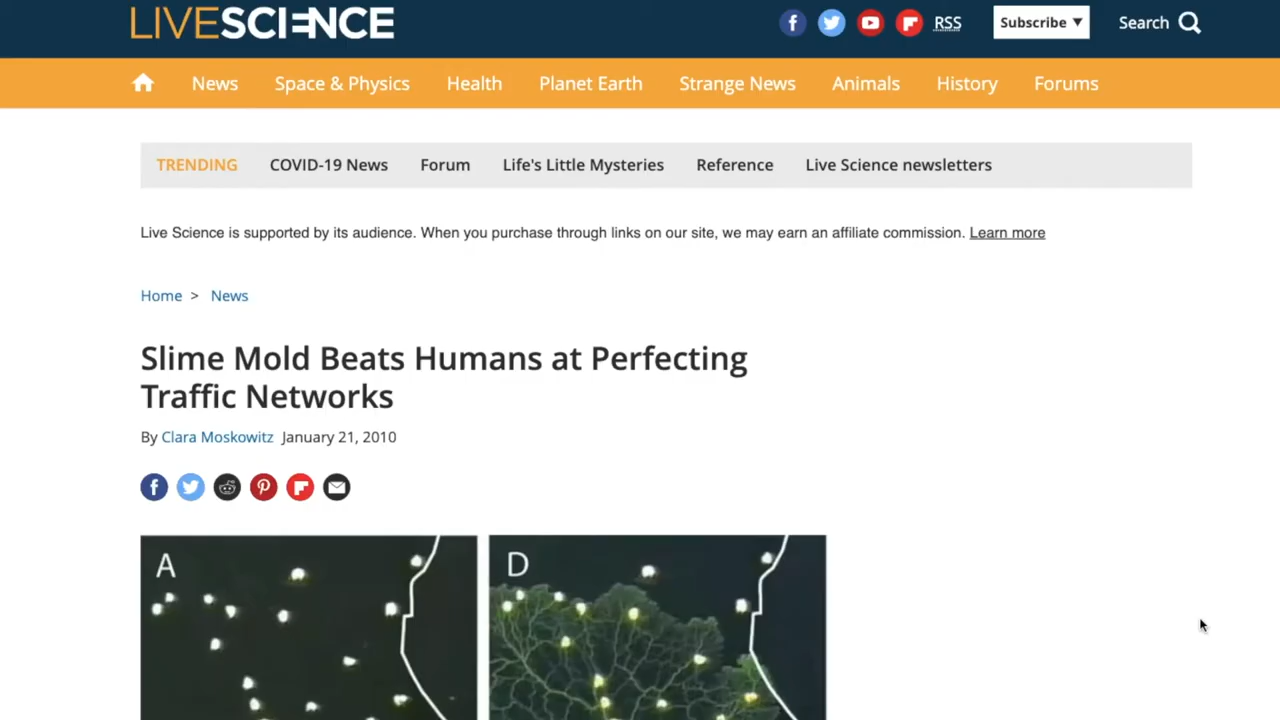 LIVESCIENCE
RSS
Subscribe ▼
Search
News
Space & Physics
Health
Planet Earth
Strange News
Animals
History
Forums
TRENDING
COVID-19 News
Forum
Life's Little Mysteries
Reference
Live Science newsletters
Live Science is supported by its audience. When you purchase through links on our site, we may earn an affiliate commission. Learn more
Home > News
Slime Mold Beats Humans at Perfecting
Traffic Networks
By Clara Moskowitz January 21, 2010
A
D